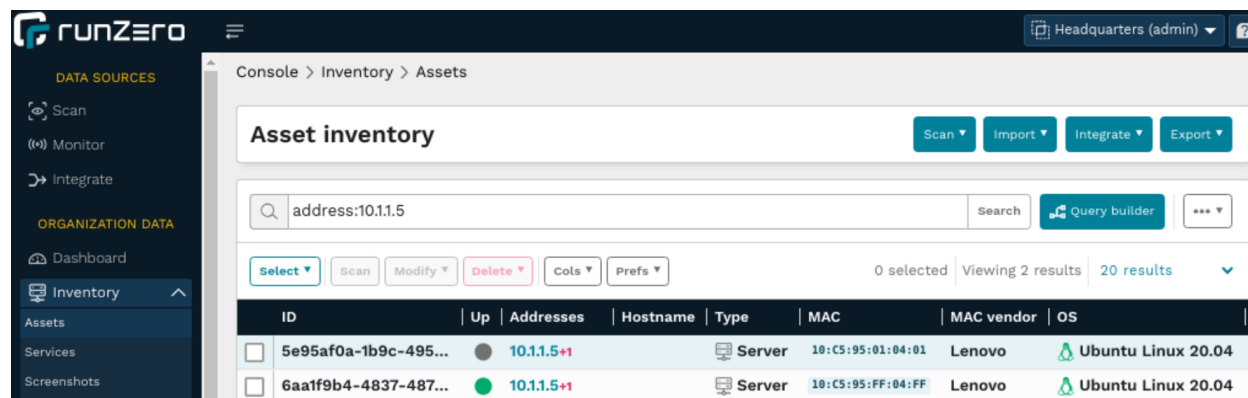 runZero
Headquarters (admin)
DATA SOURCES
Scan
Monitor
Integrate
ORGANIZATION DATA
Dashboard
Inventory
Assets
Services
Screenshots
Console > Inventory > Assets
Asset inventory
Scan Import Integrate Export
address:10.1.1.5 Search Query builder •••
Select Scan Modify Delete Cols Prefs 0 selected Viewing 2 results 20 results
ID Up Addresses Hostname Type MAC MAC vendor OS
5e95af0a-1b9c-495... 10.1.1.5+1 Server 10:C5:95:01:04:01 Lenovo Ubuntu Linux 20.04
6aa1f9b4-4837-487... 10.1.1.5+1 Server 10:C5:95:FF:04:FF Lenovo Ubuntu Linux 20.04